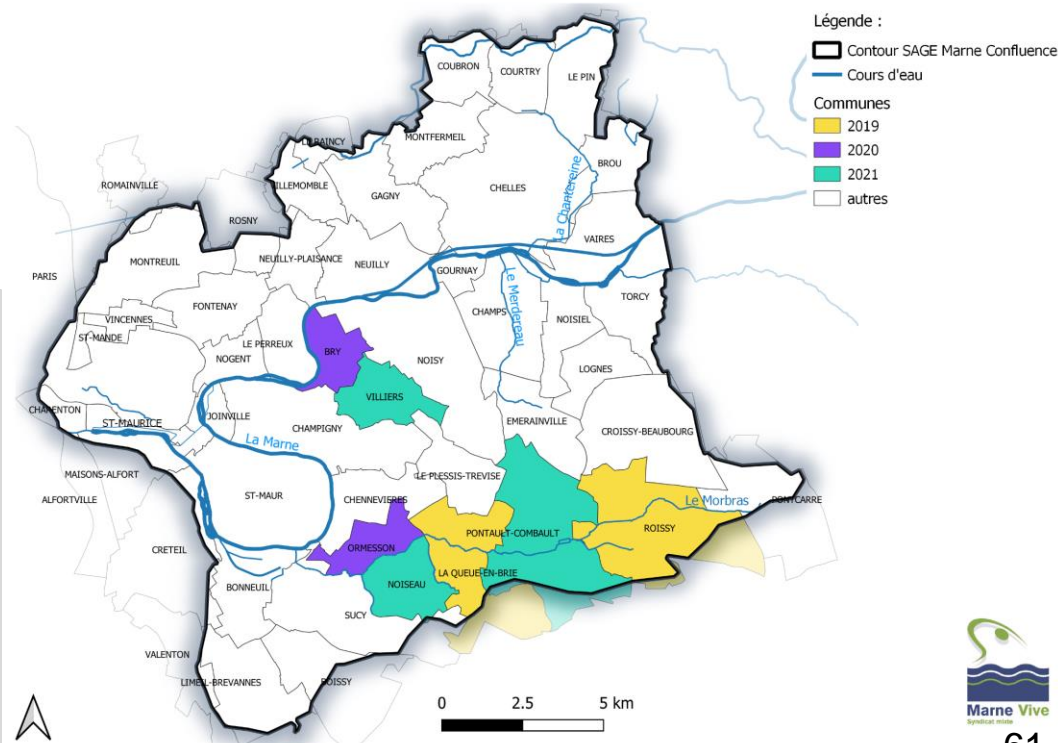 Légende :
Contour SAGE Marne Confluence
Cours d'eau
Communes
2019
2020
2021
autres
COUBRON
COURTRY
LE PIN
MONTFERMEIL
BROU
ROMAINVILLE
GAGNY
CHELLES
La Chantereine
ROSNY
VAIRES
MONTREUIL
NEUILLY-PLAISANCE
NEUILLY
GOURNAY
PARIS
TORCY
FONTENAY
CHAMPS
Le Merdereau
NOISIEL
VINCENNES
ST-MANDE
LE PERREUX
BRY
NOGENT
NOISY
LOGNES
VILLIERS
CHARENTON
ST-MAURICE
JOINVILLE
CHAMPIGNY
EMERAINVILLE
CROISSY-BEAUBOURG
La Marne
MAISONS-ALFORT
LE PLESSIS-TREVISE
ALFORTVILLE
ST-MAUR
CHENNEVIERES
Le Morbras
PONTCARRE
PONTAULT-COMBAULT
ROISSY
CRETEIL
ORMESSON
LA QUEUE-EN-BRIE
BONNEUIL
NOISEAU
SUCY
VALENTON
LIMEIL-BREVANNES
BOISSY
0 2.5 5 km
Marne Vive
Syndicat mixte
61